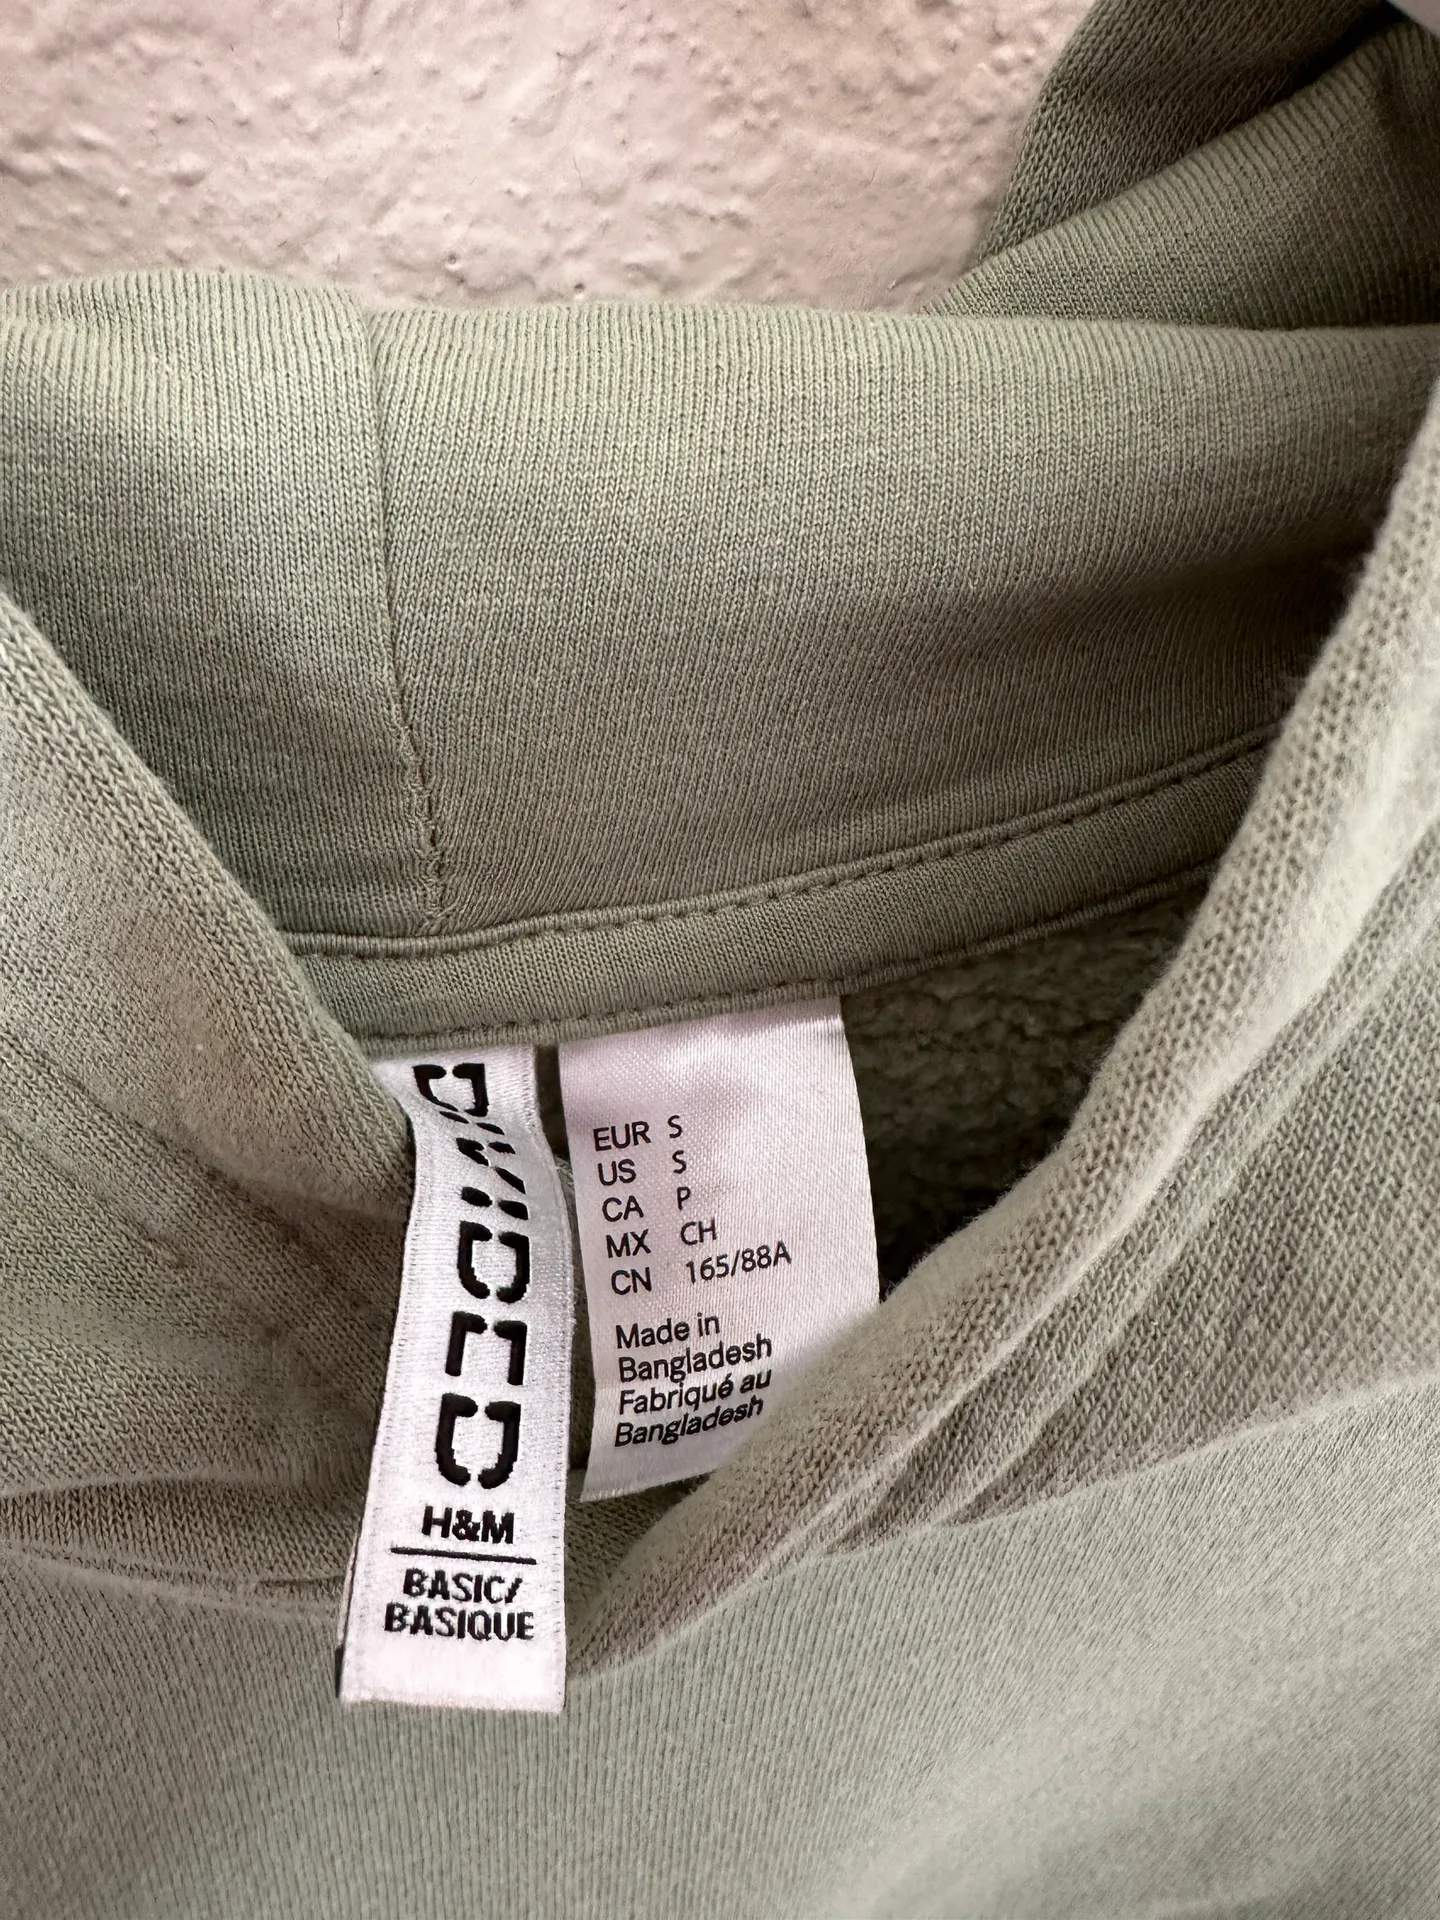 DIVIDED
H&M
BASIC/
BASIQUE
EUR S
US S
CA P
MX CH
CN 165/88A
Made in
Bangladesh
Fabriqué au
Bangladesh